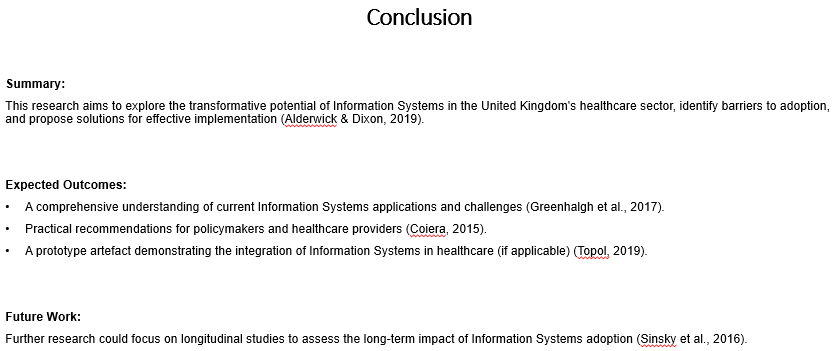 Conclusion
Summary:
This research aims to explore the transformative potential of Information Systems in the United Kingdom's healthcare sector, identify barriers to adoption,
and propose solutions for effective implementation (Alderwick & Dixon, 2019).
Expected Outcomes:
• A comprehensive understanding of current Information Systems applications and challenges (Greenhalgh et al., 2017).
• Practical recommendations for policymakers and healthcare providers (Coiera, 2015).
• A prototype artefact demonstrating the integration of Information Systems in healthcare (if applicable) (Topol, 2019).
Future Work:
Further research could focus on longitudinal studies to assess the long-term impact of Information Systems adoption (Sinsky et al., 2016).